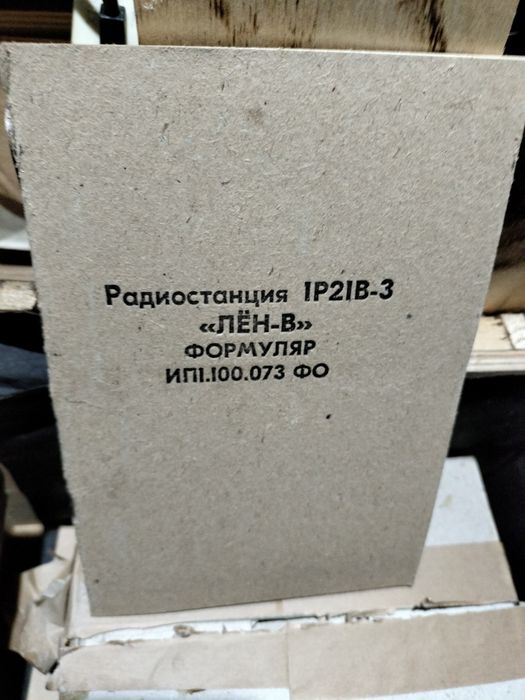 Радиостанция 1Р21В-3
«ЛЁН-В»
ФОРМУЛЯР
ИП1.100.073 ФО